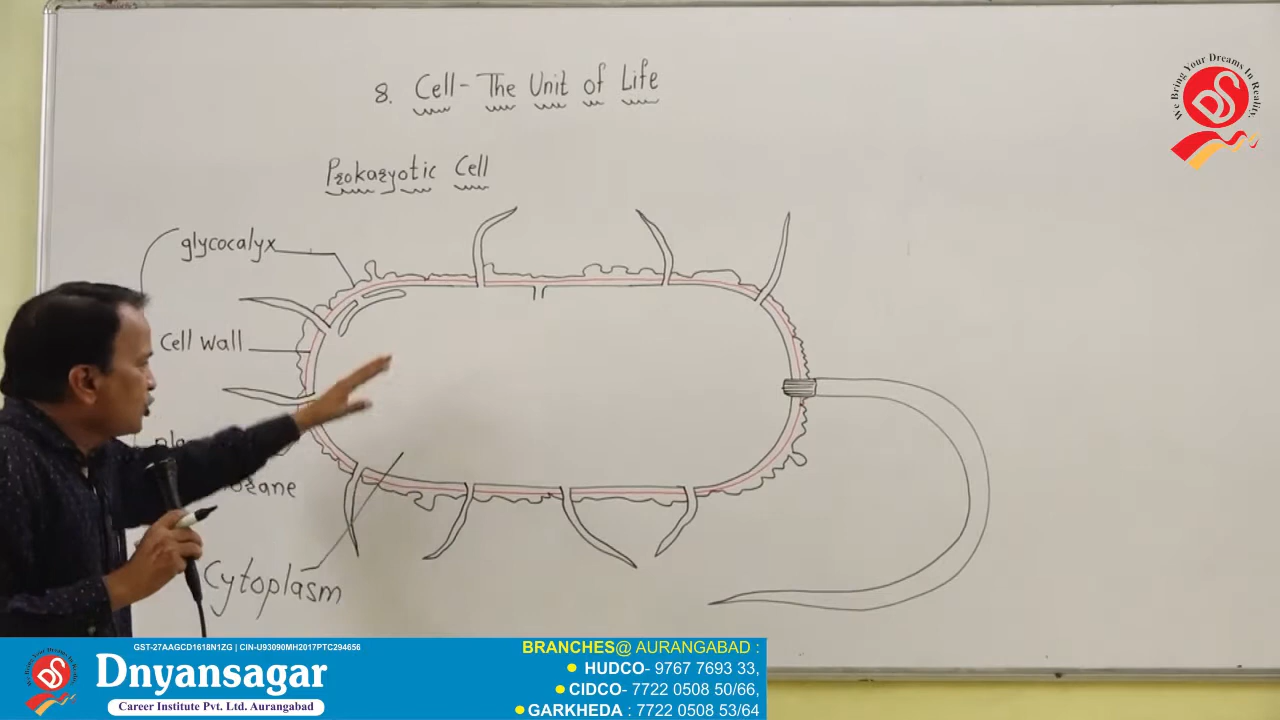 8. Cell - The Unit of Life
Prokaryotic Cell
glycocalyx
Cell wall
Cytoplasm
We Bring Your Dreams In Reality.
DS
GST-27AAGCD1618N1ZG | CIN-U93090MH2017PTC294656
DS
Dnyansagar
Career Institute Pvt. Ltd. Aurangabad
BRANCHES@ AURANGABAD :
HUDCO- 9767 7693 33,
CIDCO- 7722 0508 50/66,
GARKHEDA : 7722 0508 53/64